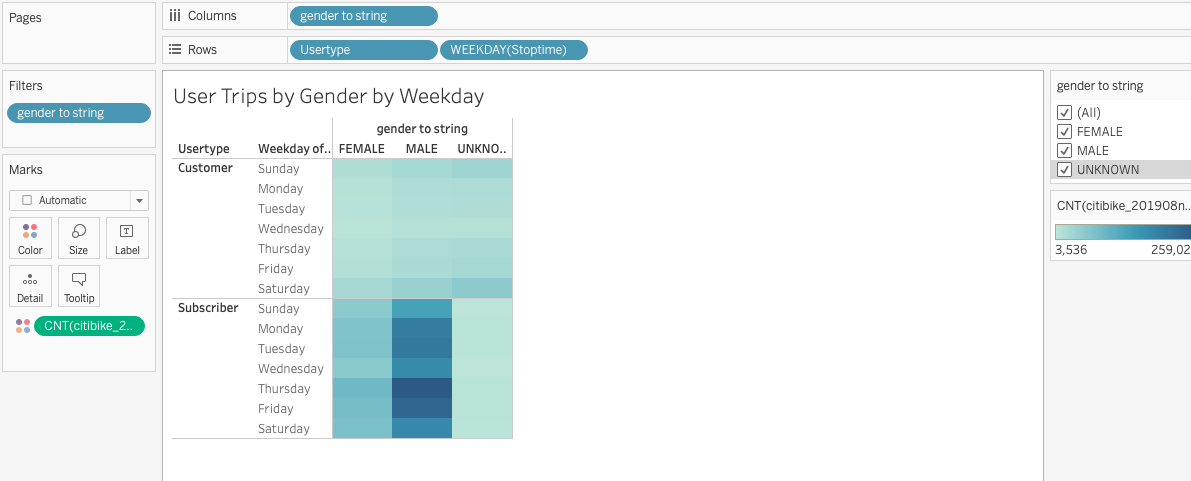 Pages
Columns gender to string
Rows Usertype WEEKDAY(Stoptime)
Filters
gender to string
Marks
Automatic
Color Size Label
Detail Tooltip
CNT(citibike_2..
User Trips by Gender by Weekday
gender to string
Usertype Weekday of.. FEMALE MALE UNKNO..
Customer Sunday
Monday
Tuesday
Wednesday
Thursday
Friday
Saturday
Subscriber Sunday
Monday
Tuesday
Wednesday
Thursday
Friday
Saturday
gender to string
(All)
FEMALE
MALE
UNKNOWN
CNT(citibike_201908n..
3,536 259,02